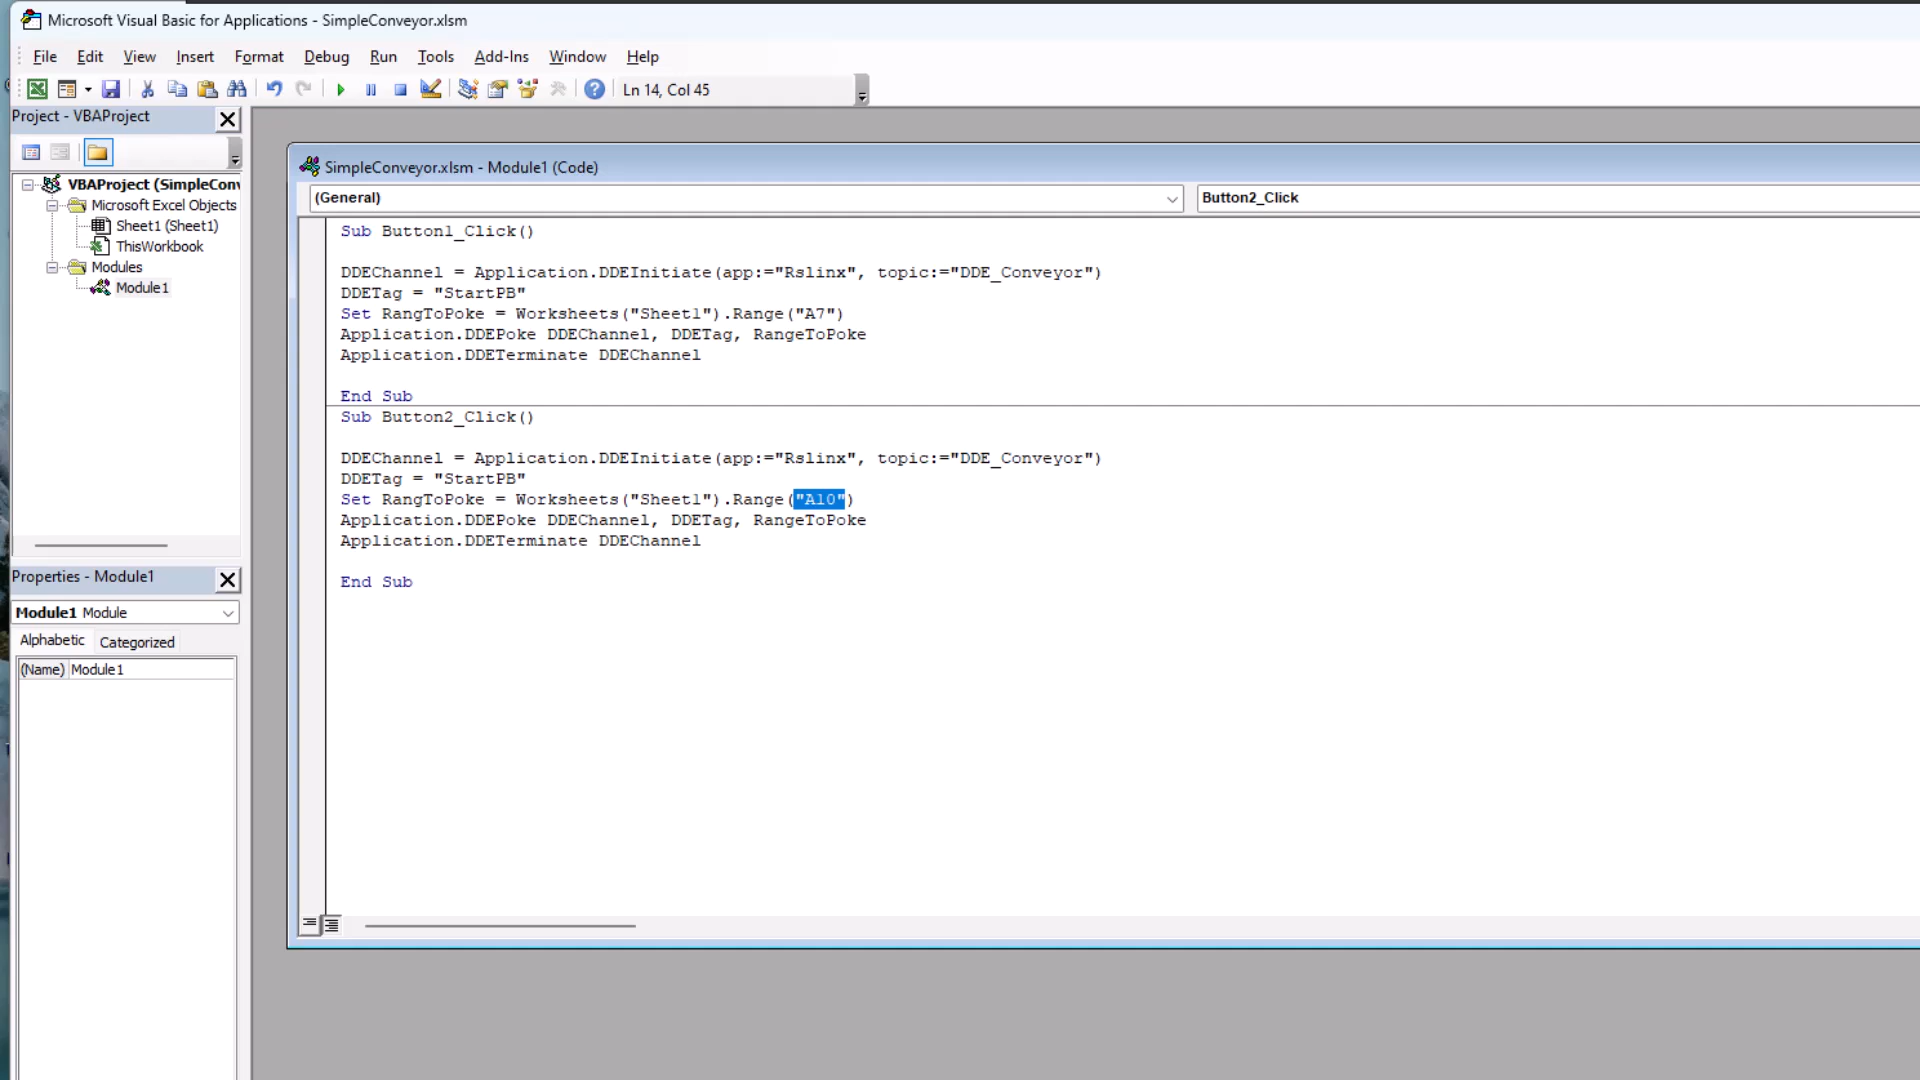 Microsoft Visual Basic for Applications - SimpleConveyor.xlsm
File Edit View Insert Format Debug Run Tools Add-Ins Window Help
Ln 14, Col 45
Project - VBAProject
VBAProject (SimpleConv
Microsoft Excel Objects
Sheet1 (Sheet1)
ThisWorkbook
Modules
Module1
Properties - Module1
Module1 Module
Alphabetic Categorized
(Name) Module1
SimpleConveyor.xlsm - Module1 (Code)
(General) Button2_Click
Sub Button1_Click()
DDEChannel = Application.DDEInitiate(app:="Rslinx", topic:="DDE_Conveyor")
DDETag = "StartPB"
Set RangToPoke = Worksheets("Sheet1").Range("A7")
Application.DDEPoke DDEChannel, DDETag, RangeToPoke
Application.DDETerminate DDEChannel
End Sub
Sub Button2_Click()
DDEChannel = Application.DDEInitiate(app:="Rslinx", topic:="DDE_Conveyor")
DDETag = "StartPB"
Set RangToPoke = Worksheets("Sheet1").Range("A10")
Application.DDEPoke DDEChannel, DDETag, RangeToPoke
Application.DDETerminate DDEChannel
End Sub